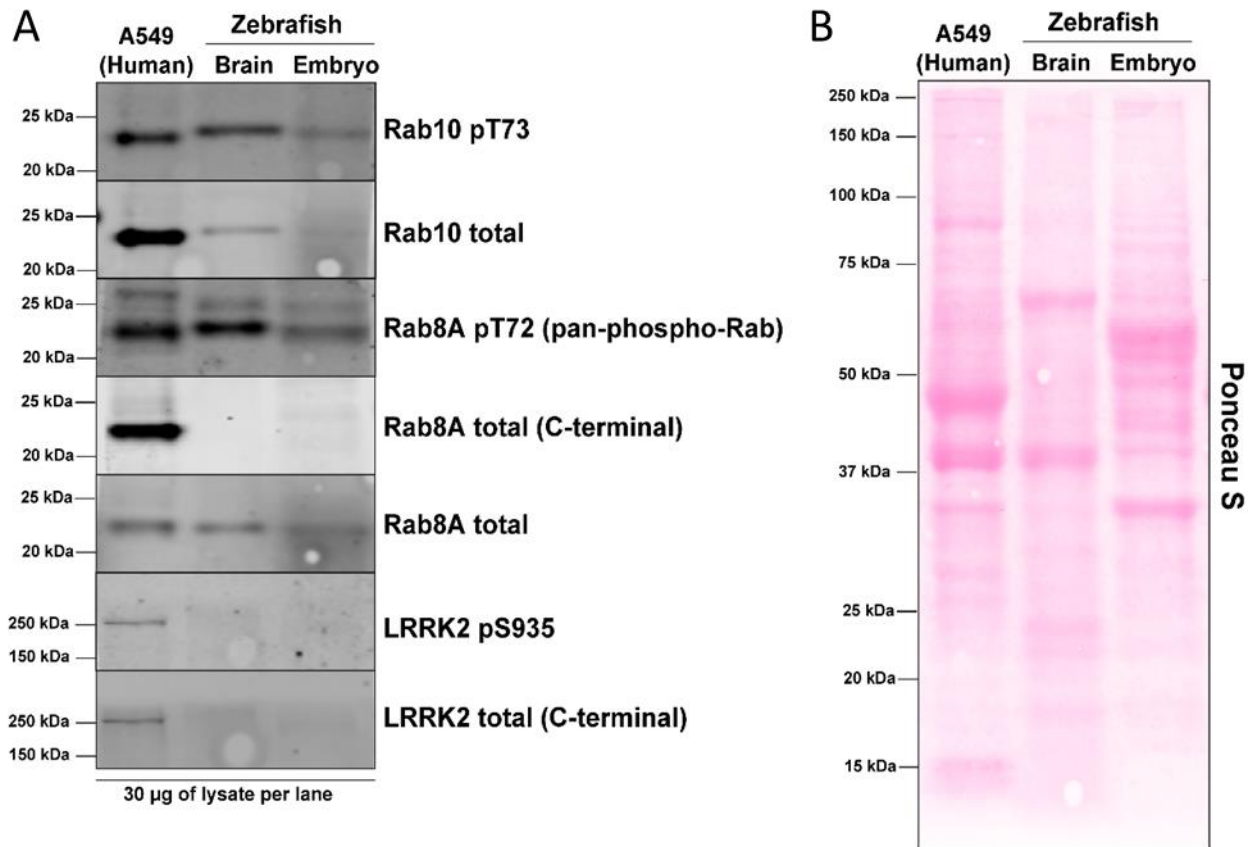 A
A549
(Human)
Zebrafish
Brain
Embryo
25 kDa
20 kDa
Rab10 pT73
25 kDa
20 kDa
Rab10 total
25 kDa
20 kDa
Rab8A pT72 (pan-phospho-Rab)
25 kDa
20 kDa
Rab8A total (C-terminal)
25 kDa
20 kDa
Rab8A total
250 kDa
150 kDa
LRRK2 pS935
250 kDa
150 kDa
LRRK2 total (C-terminal)
30 µg of lysate per lane
B
A549
(Human)
Zebrafish
Brain
Embryo
250 kDa
150 kDa
100 kDa
75 kDa
50 kDa
37 kDa
25 kDa
20 kDa
15 kDa
Ponceau S